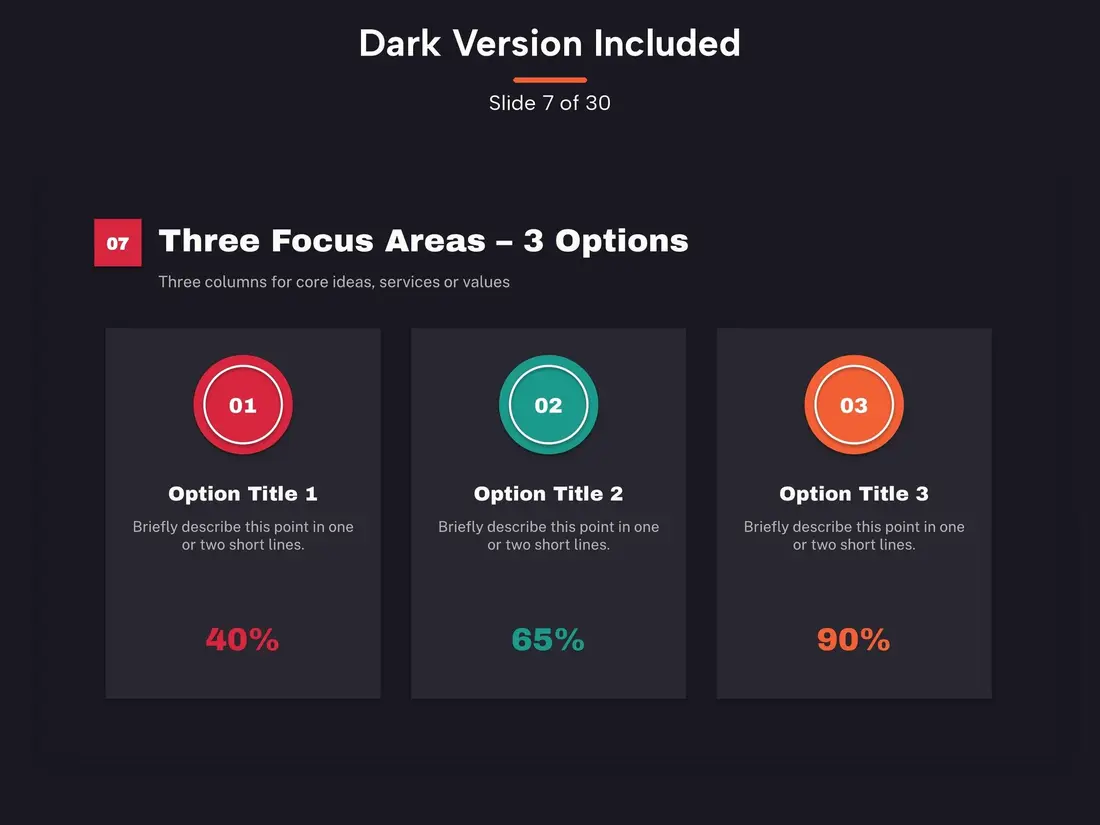 Dark Version Included
Slide 7 of 30
07
Three Focus Areas – 3 Options
Three columns for core ideas, services or values
01
Option Title 1
Briefly describe this point in one
or two short lines.
40%
02
Option Title 2
Briefly describe this point in one
or two short lines.
65%
03
Option Title 3
Briefly describe this point in one
or two short lines.
90%